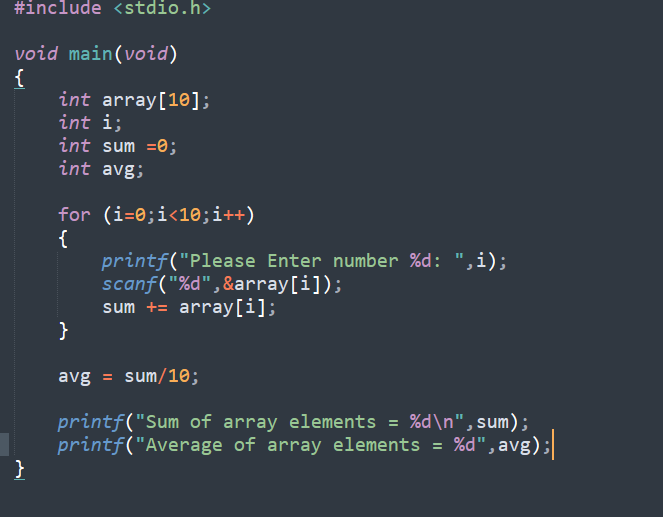 #include <stdio.h>
void main(void)
{
int array[10];
int i;
int sum =0;
int avg;
for (i=0;i<10;i++)
{
printf("Please Enter number %d: ",i);
scanf("%d",&array[i]);
sum += array[i];
}
avg = sum/10;
printf("Sum of array elements = %d\n",sum);
printf("Average of array elements = %d",avg);
}